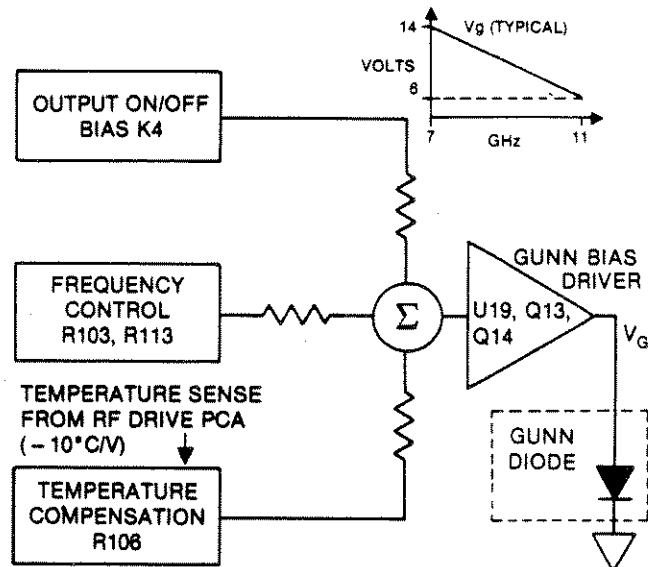 OUTPUT ON/OFF
BIAS K4
14
Vg (TYPICAL)
VOLTS
6
7
GHz
11
FREQUENCY
CONTROL
R103, R113
Σ
GUNN BIAS
DRIVER
U19, Q13,
Q14
VG
TEMPERATURE SENSE
FROM RF DRIVE PCA
(–10°C/V)
TEMPERATURE
COMPENSATION
R106
GUNN
DIODE